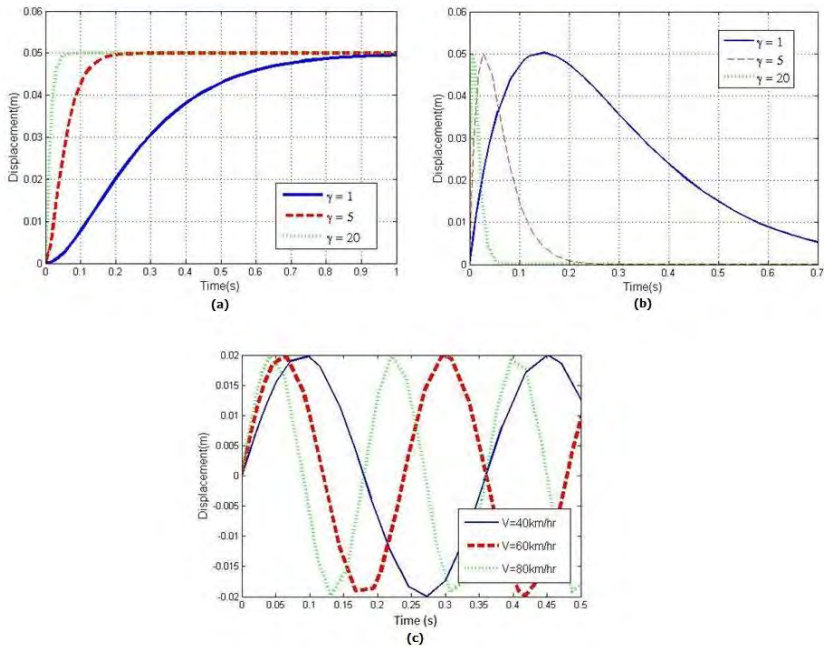 0.06
0.05
0.04
0.03
0.02
0.01
0
Displacement(m)
0 0.1 0.2 0.3 0.4 0.5 0.6 0.7 0.8 0.9 1
Time(s)
γ = 1
γ = 5
γ = 20
(a)
0.06
0.05
0.04
0.03
0.02
0.01
0
Displacement(m)
0 0.1 0.2 0.3 0.4 0.5 0.6 0.7
Time(s)
γ = 1
γ = 5
γ = 20
(b)
0.02
0.015
0.01
0.005
0
-0.005
-0.01
-0.015
-0.02
Displacement(m)
0 0.05 0.1 0.15 0.2 0.25 0.3 0.35 0.4 0.45 0.5
Time (s)
V=40km/hr
V=60km/hr
V=80km/hr
(c)